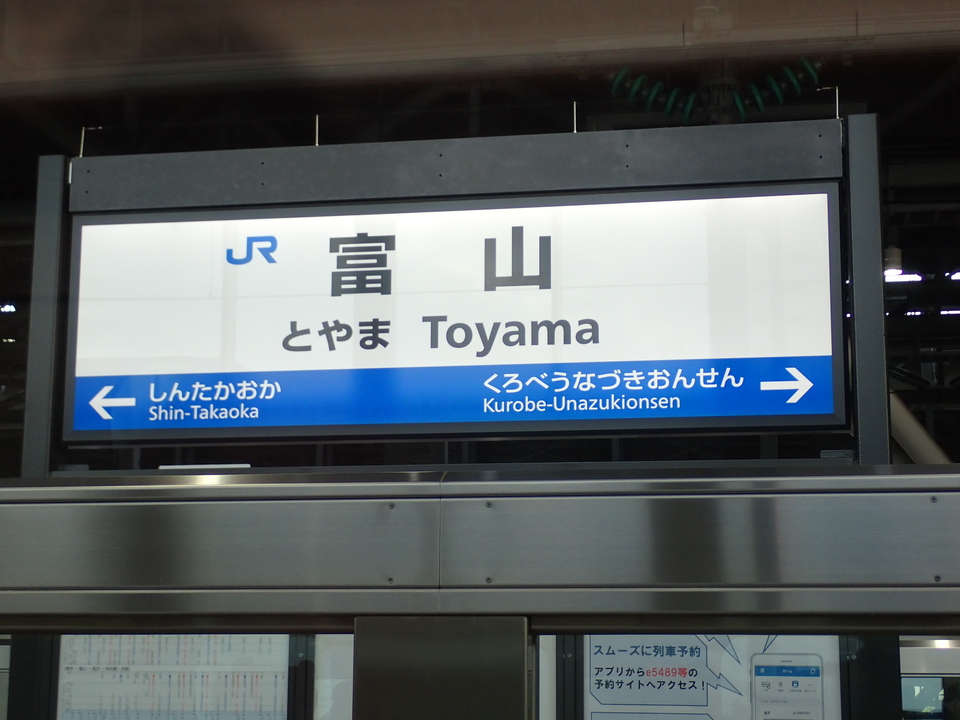 JR 富山
とやま Toyama
しんたかおか
Shin-Takaoka
くろべうなづきおんせん
Kurobe-Unazukionsen
スムーズに列車予約
アプリからe5489等の
予約サイトへアクセス!